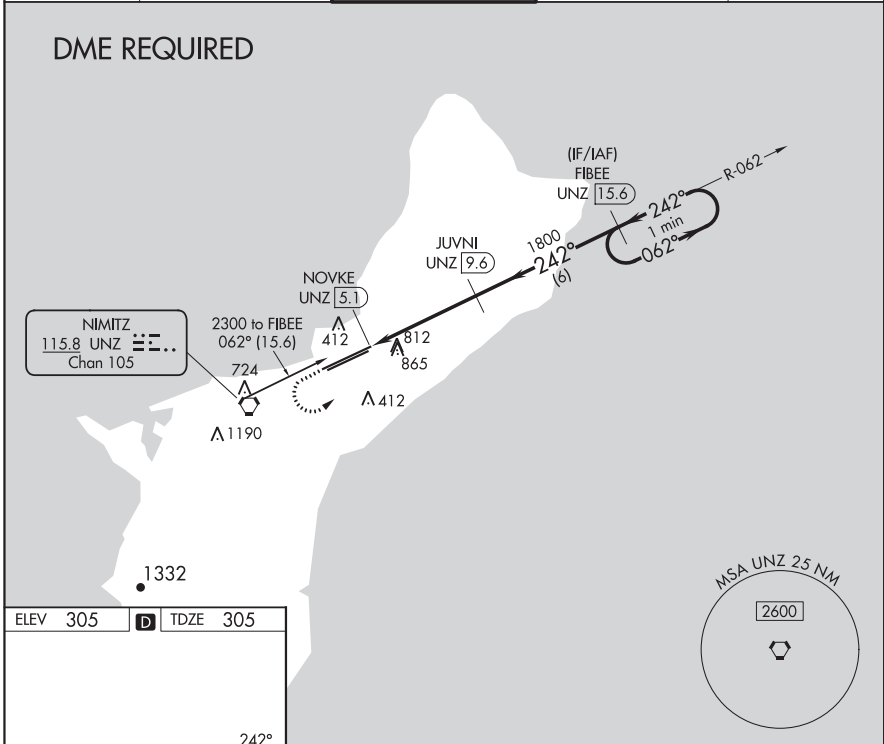 DME REQUIRED
(IF/IAF)
FIBEE
UNZ 15.6
R-062
242°
1 min
062°
JUVNI
UNZ 9.6
1800
242°
(6)
NOVKE
UNZ 5.1
NIMITZ
115.8 UNZ
Chan 105
2300 to FIBEE
062° (15.6)
412
812
865
724
412
1190
1332
MSA UNZ 25 NM
2600
ELEV 305 D TDZE 305
242°